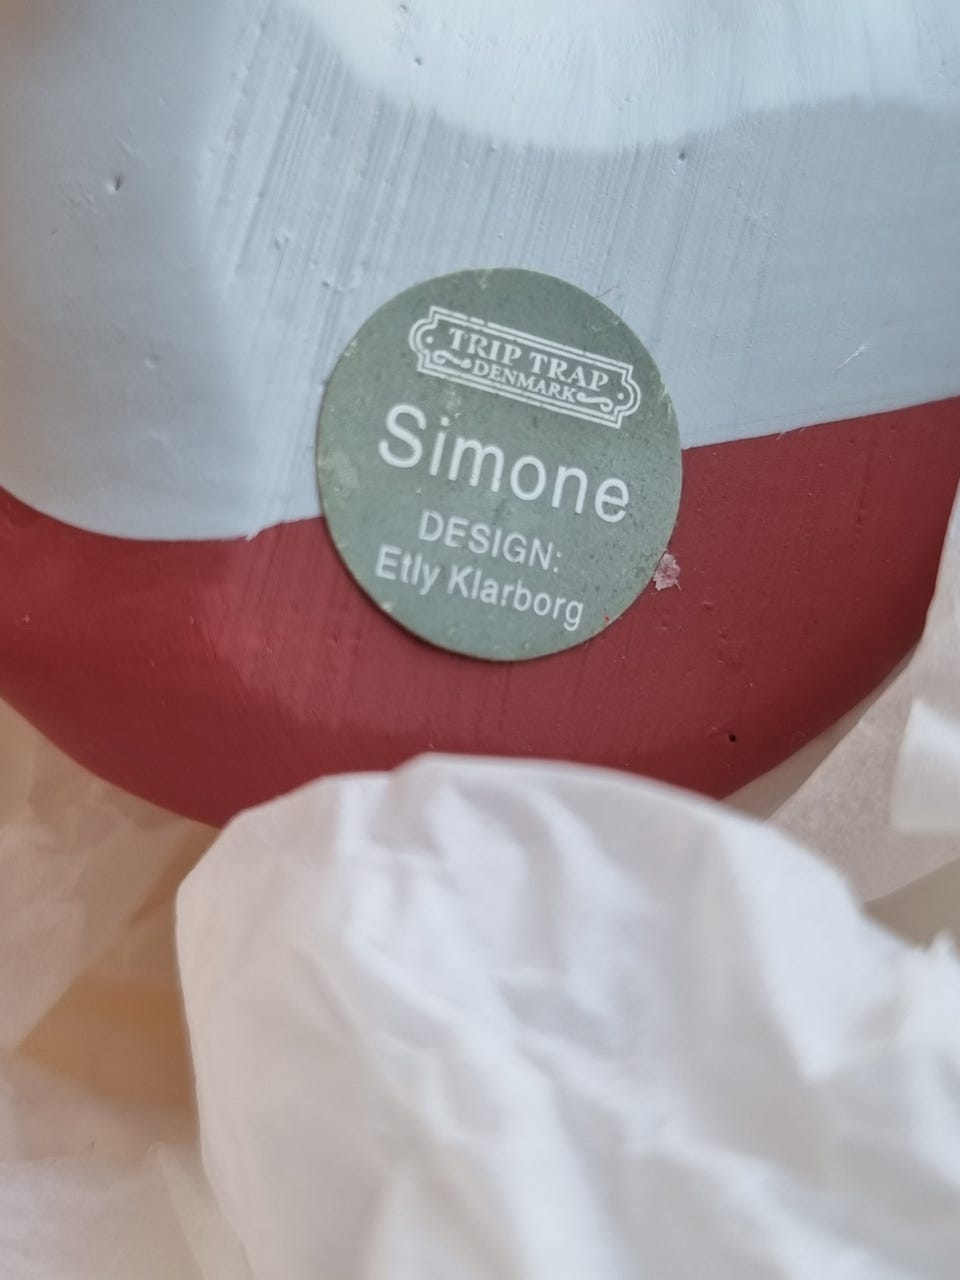 TRIP TRAP
DENMARK
Simone
DESIGN:
Etly Klarborg